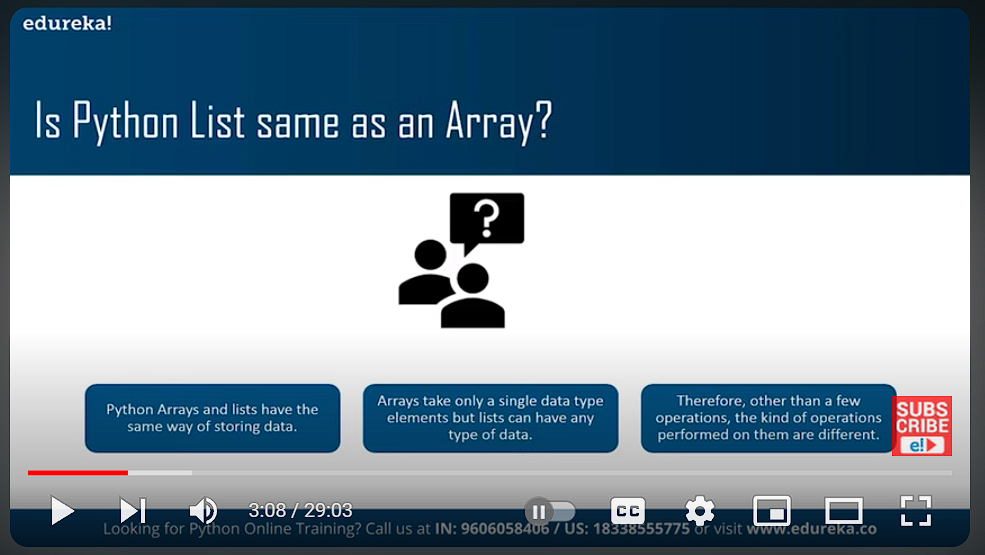 edureka!
Is Python List same as an Array?
?
Python Arrays and lists have the
same way of storing data.
Arrays take only a single data type
elements but lists can have any
type of data.
Therefore, other than a few
operations, the kind of operations
performed on them are different.
SUBS
CRIBE
e!
3:08 / 29:03
CC
Looking for Python Online Training? Call us at IN: 9606058406 / US: 18338555775 or visit www.edureka.co